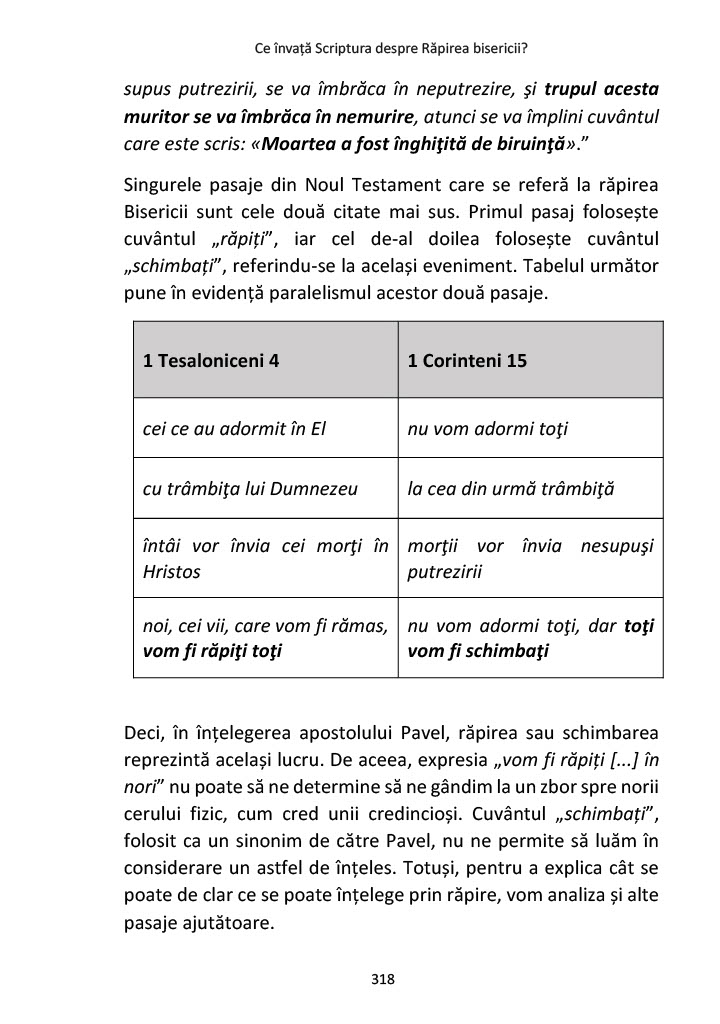 Ce învață Scriptura despre Răpirea bisericii?
supus putrezirii, se va îmbrăca în neputrezire, şi trupul acesta
muritor se va îmbrăca în nemurire, atunci se va împlini cuvântul
care este scris: «Moartea a fost înghiţită de biruinţă».”
Singurele pasaje din Noul Testament care se referă la răpirea
Bisericii sunt cele două citate mai sus. Primul pasaj folosește
cuvântul „răpiți”, iar cel de-al doilea folosește cuvântul
„schimbați”, referindu-se la același eveniment. Tabelul următor
pune în evidență paralelismul acestor două pasaje.
1 Tesaloniceni 4
1 Corinteni 15
cei ce au adormit în El
nu vom adormi toţi
cu trâmbiţa lui Dumnezeu
la cea din urmă trâmbiţă
întâi vor învia cei morţi în
Hristos
morţii vor învia nesupuşi
putrezirii
noi, cei vii, care vom fi rămas,
vom fi răpiţi toţi
nu vom adormi toţi, dar toţi
vom fi schimbaţi
Deci, în înțelegerea apostolului Pavel, răpirea sau schimbarea
reprezintă același lucru. De aceea, expresia „vom fi răpiți [...] în
nori” nu poate să ne determine să ne gândim la un zbor spre norii
cerului fizic, cum cred unii credincioși. Cuvântul „schimbați”,
folosit ca un sinonim de către Pavel, nu ne permite să luăm în
considerare un astfel de înțeles. Totuși, pentru a explica cât se
poate de clar ce se poate înțelege prin răpire, vom analiza și alte
pasaje ajutătoare.
318